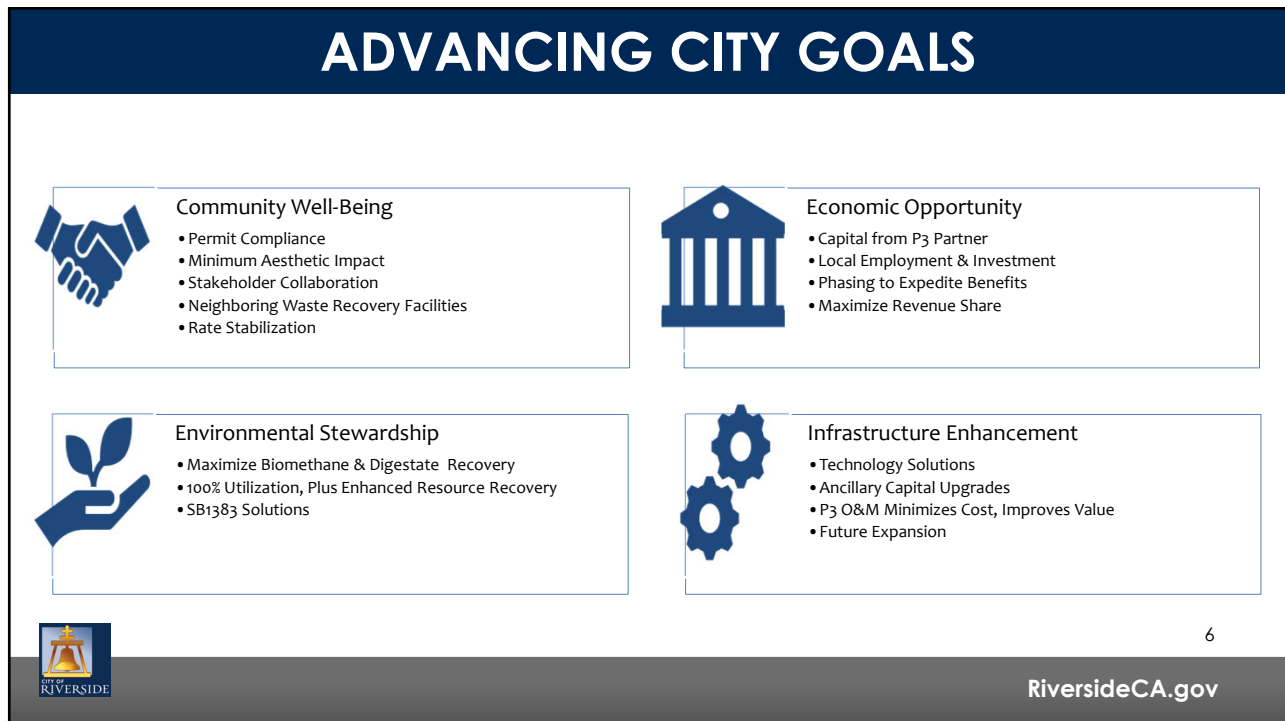 ADVANCING CITY GOALS
Community Well-Being
• Permit Compliance
• Minimum Aesthetic Impact
• Stakeholder Collaboration
• Neighboring Waste Recovery Facilities
• Rate Stabilization
Economic Opportunity
• Capital from P3 Partner
• Local Employment & Investment
• Phasing to Expedite Benefits
• Maximize Revenue Share
Environmental Stewardship
• Maximize Biomethane & Digestate Recovery
• 100% Utilization, Plus Enhanced Resource Recovery
• SB1383 Solutions
Infrastructure Enhancement
• Technology Solutions
• Ancillary Capital Upgrades
• P3 O&M Minimizes Cost, Improves Value
• Future Expansion
6
CITY OF
RIVERSIDE
RiversideCA.gov